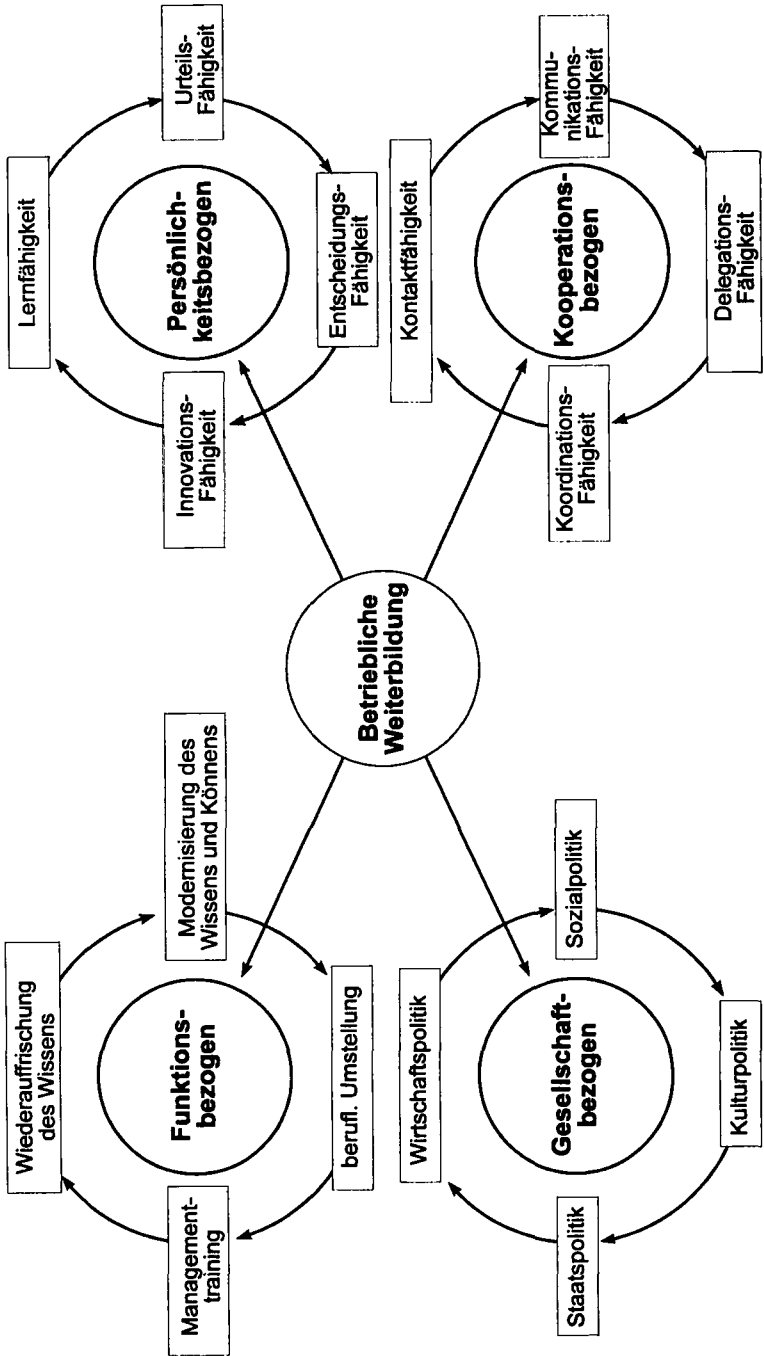 Wiederauffrischung
des Wissens
Management-
training
Funktions-
bezogen
Modernisierung des
Wissens und Könnens
berufl. Umstellung
Lernfähigkeit
Innovations-
Fähigkeit
Persönlich-
keitsbezogen
Urteils-
Fähigkeit
Entscheidungs-
Fähigkeit
Betriebliche
Weiterbildung
Wirtschaftspolitik
Staatspolitik
Gesellschaft-
bezogen
Sozialpolitik
Kulturpolitik
Kontaktfähigkeit
Koordinations-
Fähigkeit
Kooperations-
bezogen
Kommu-
nikations-
Fähigkeit
Delegations-
Fähigkeit